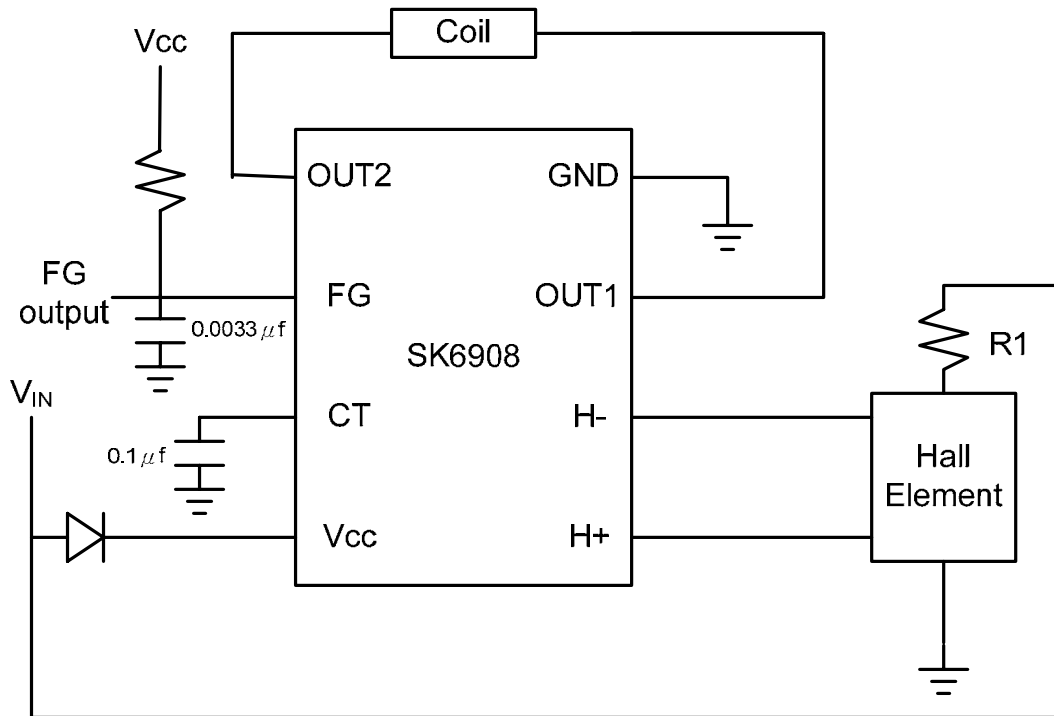 Coil
Vcc
OUT2
GND
FG
output
FG
OUT1
0.0033μf
SK6908
R1
VIN
CT
H-
0.1μf
Hall
Element
Vcc
H+